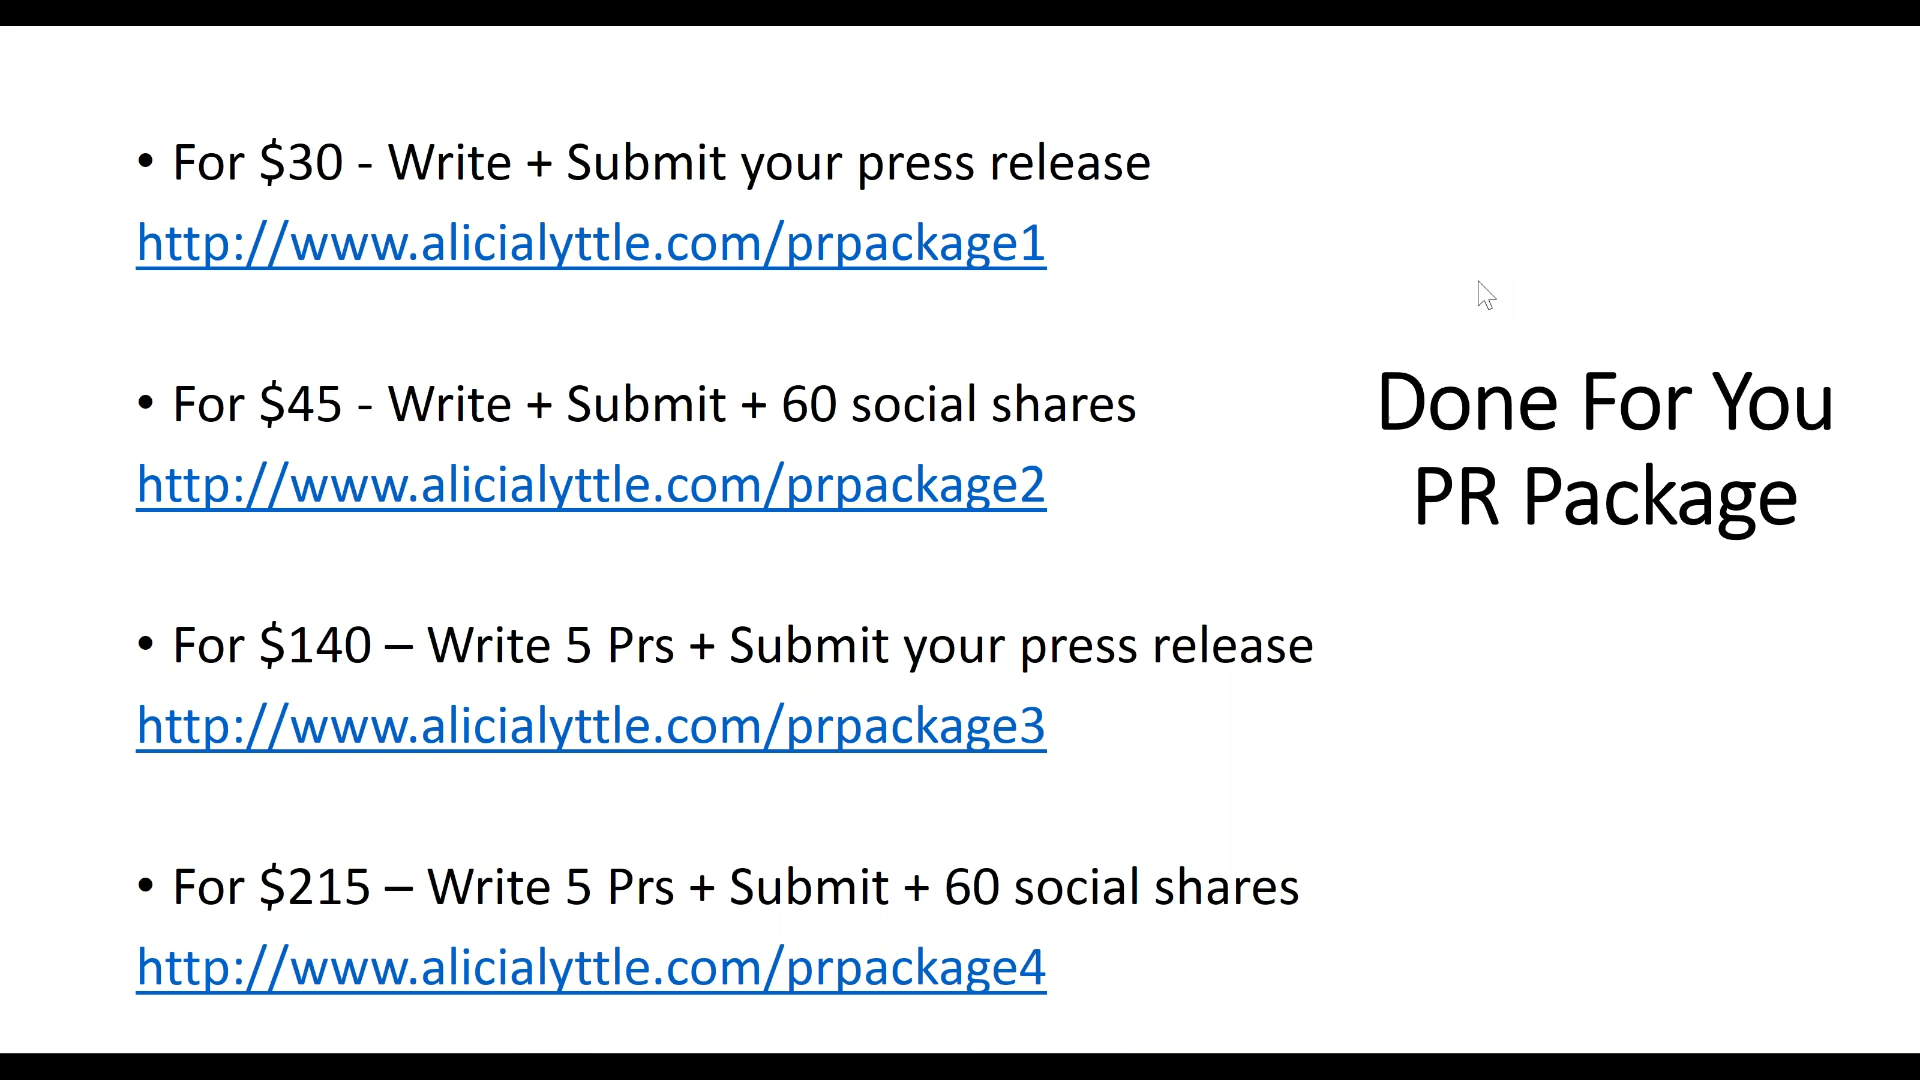 • For $30 - Write + Submit your press release
http://www.alicialyttle.com/prpackage1
• For $45 - Write + Submit + 60 social shares
http://www.alicialyttle.com/prpackage2
• For $140 – Write 5 Prs + Submit your press release
http://www.alicialyttle.com/prpackage3
• For $215 – Write 5 Prs + Submit + 60 social shares
http://www.alicialyttle.com/prpackage4
Done For You
PR Package